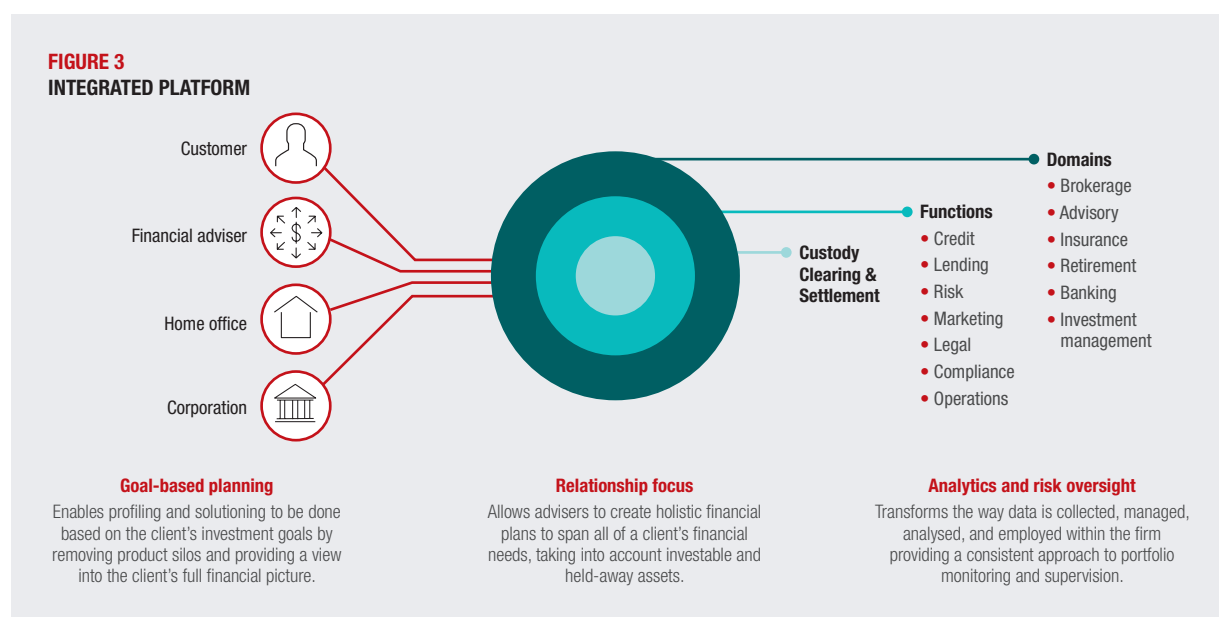 FIGURE 3
INTEGRATED PLATFORM
Customer
Financial adviser
$
Home office
Corporation
Custody
Clearing &
Settlement
Functions
• Credit
• Lending
• Risk
• Marketing
• Legal
• Compliance
• Operations
Domains
• Brokerage
• Advisory
• Insurance
• Retirement
• Banking
• Investment
management
Goal-based planning
Enables profiling and solutioning to be done
based on the client’s investment goals by
removing product silos and providing a view
into the client’s full financial picture.
Relationship focus
Allows advisers to create holistic financial
plans to span all of a client’s financial
needs, taking into account investable and
held-away assets.
Analytics and risk oversight
Transforms the way data is collected, managed,
analysed, and employed within the firm
providing a consistent approach to portfolio
monitoring and supervision.